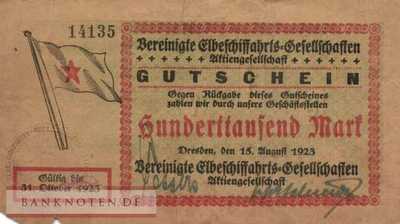 14135
Vereinigte Elbeschiffahrts-Gesellschaften
Aktiengesellschaft
GUTSCHEIN
Gegen Rückgabe dieses Gutscheines
zahlen wir durch unsere Geschäftsstellen
Hunderttausend Mark
Dresden, den 15. August 1923
Vereinigte Elbeschiffahrts-Gesellschaften
Aktiengesellschaft
Gültig bis
31. Oktober 1923
BANKNOTEN.DE